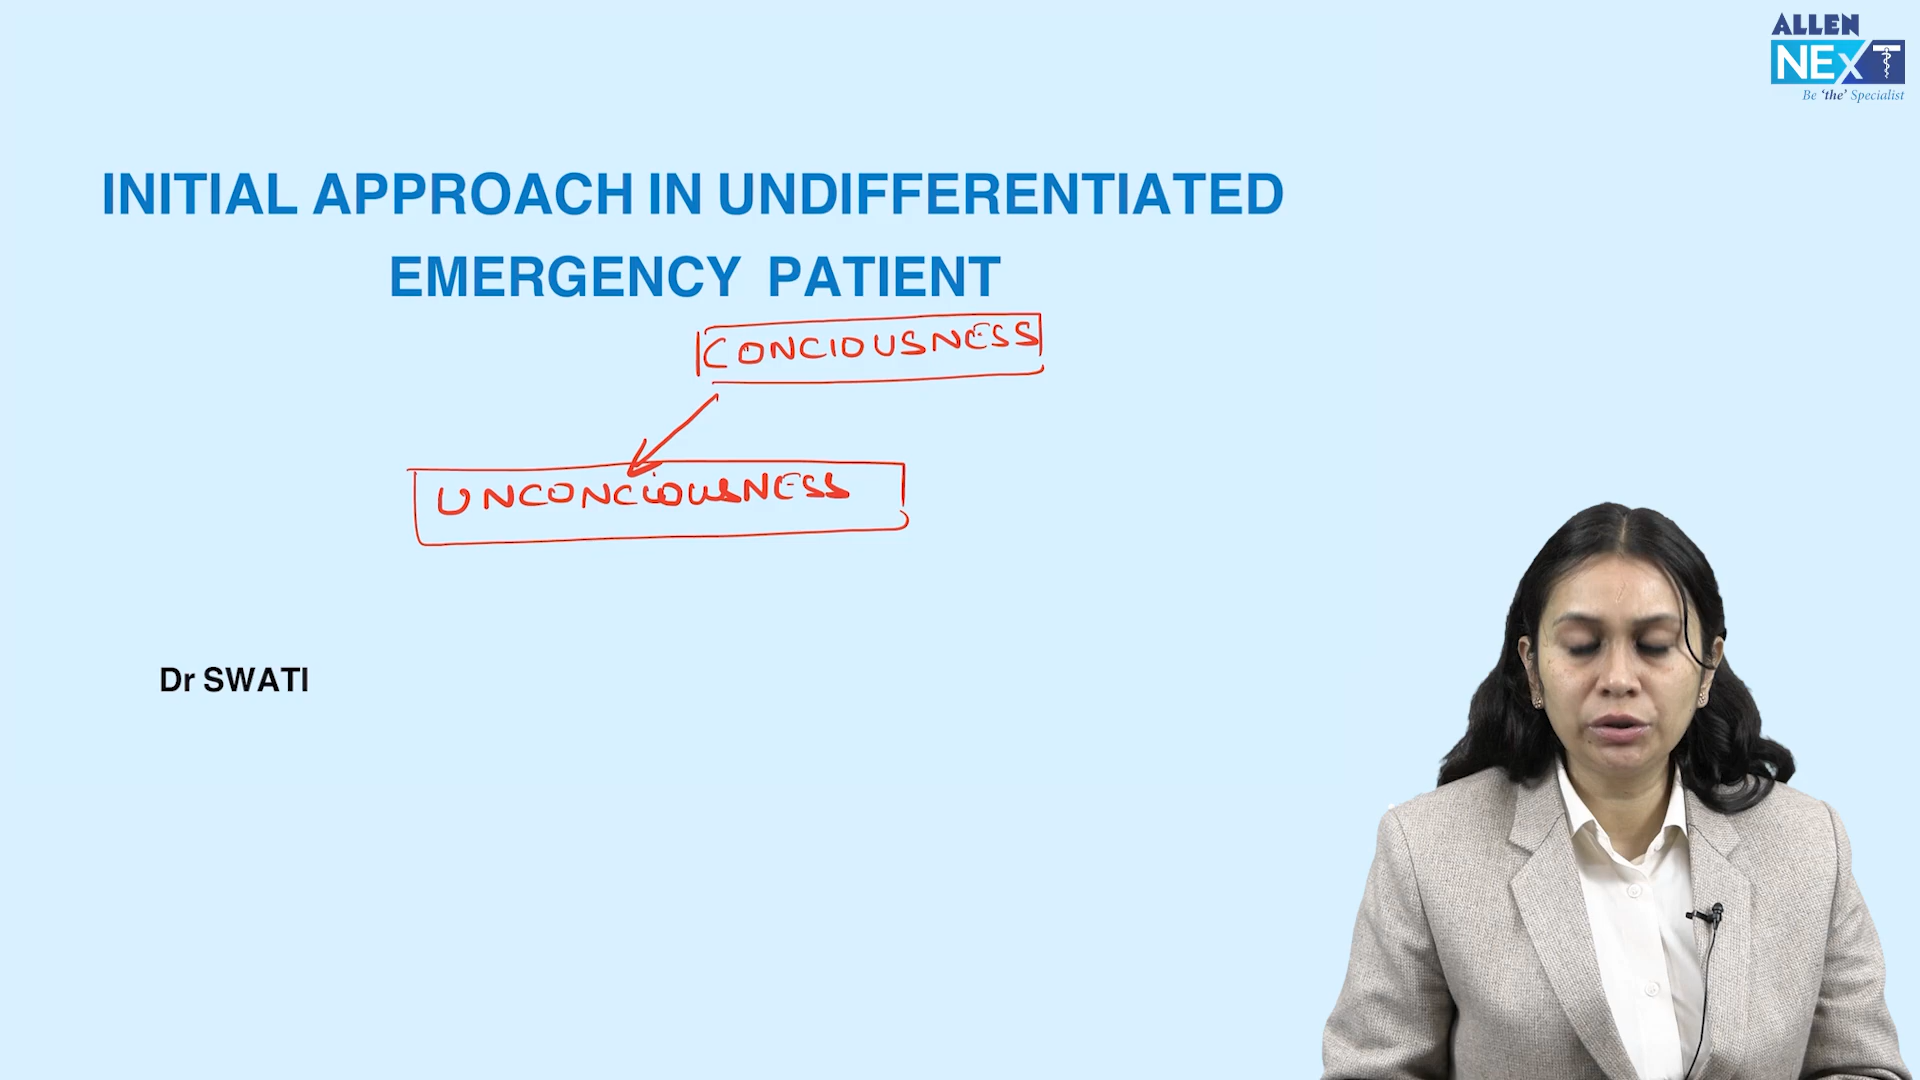 ALLEN
NEXT
Be 'the' Specialist
INITIAL APPROACH IN UNDIFFERENTIATED
EMERGENCY PATIENT
CONCIOUSNESS
UNCONCIOUSNESS
Dr SWATI